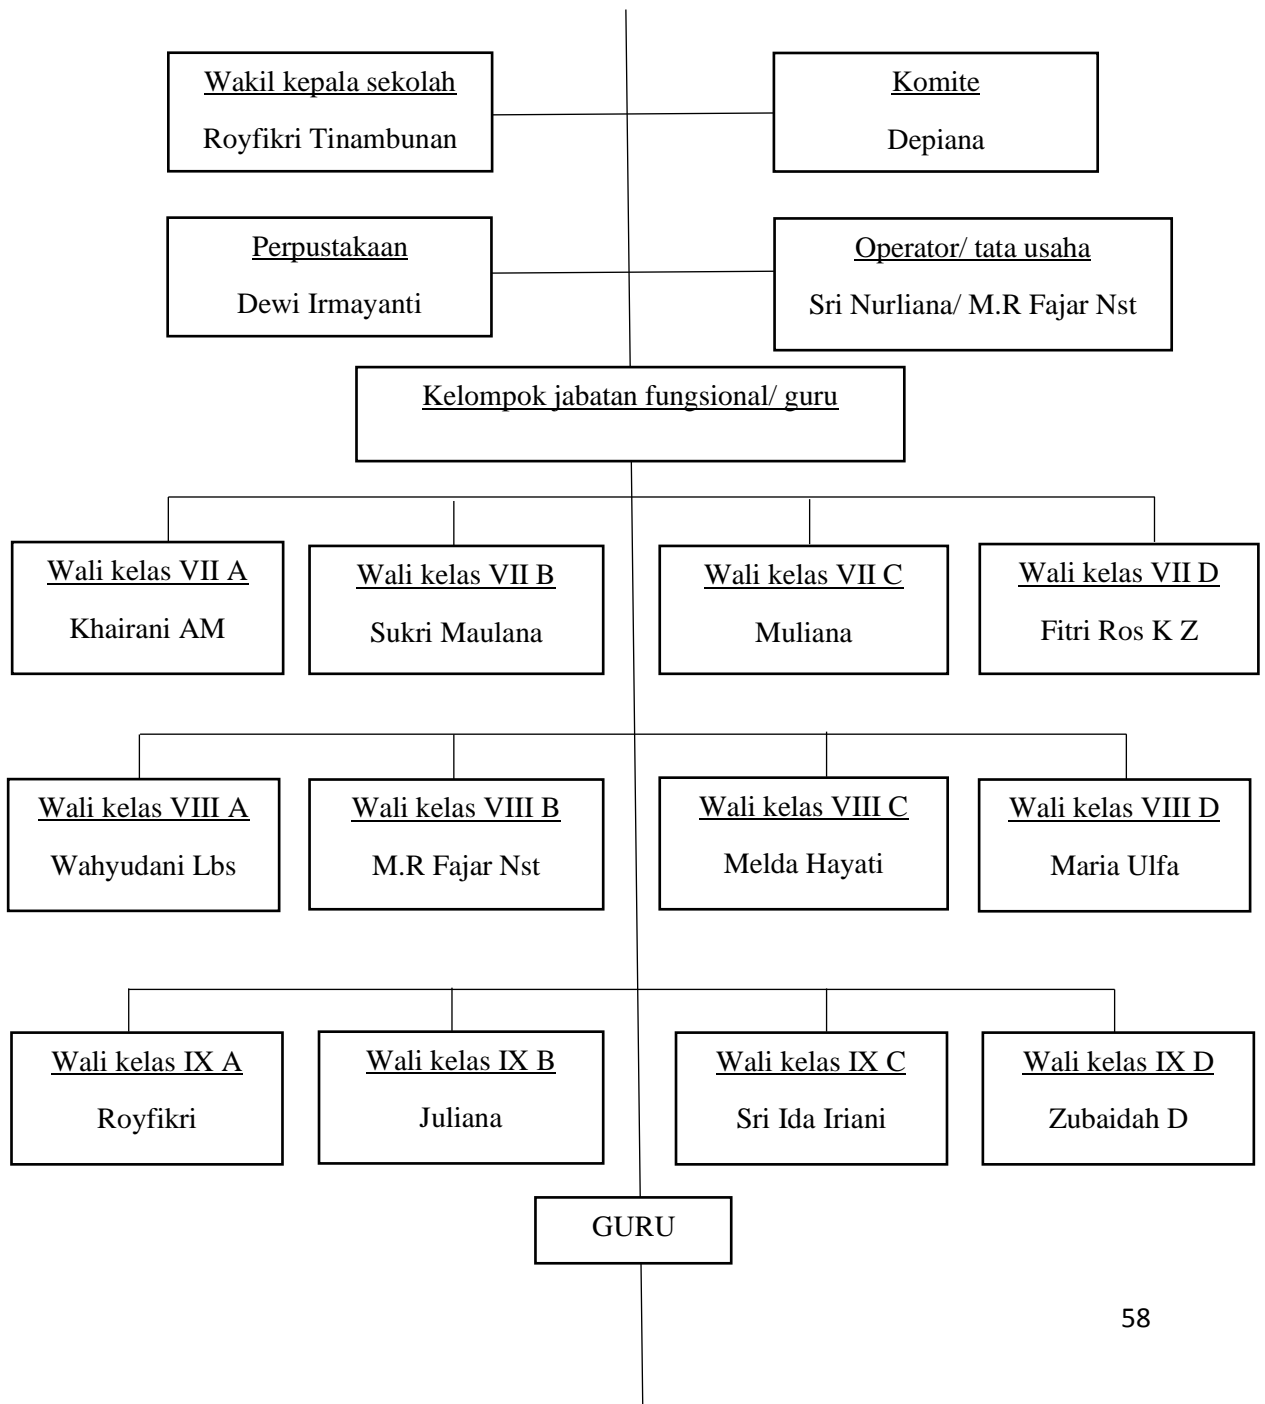 Wakil kepala sekolah
Royfikri Tinambunan
Komite
Depiana
Perpustakaan
Dewi Irmayanti
Operator/ tata usaha
Sri Nurliana/ M.R Fajar Nst
Kelompok jabatan fungsional/ guru
Wali kelas VII A
Khairani AM
Wali kelas VII B
Sukri Maulana
Wali kelas VII C
Muliana
Wali kelas VII D
Fitri Ros K Z
Wali kelas VIII A
Wahyudani Lbs
Wali kelas VIII B
M.R Fajar Nst
Wali kelas VIII C
Melda Hayati
Wali kelas VIII D
Maria Ulfa
Wali kelas IX A
Royfikri
Wali kelas IX B
Juliana
Wali kelas IX C
Sri Ida Iriani
Wali kelas IX D
Zubaidah D
GURU
58